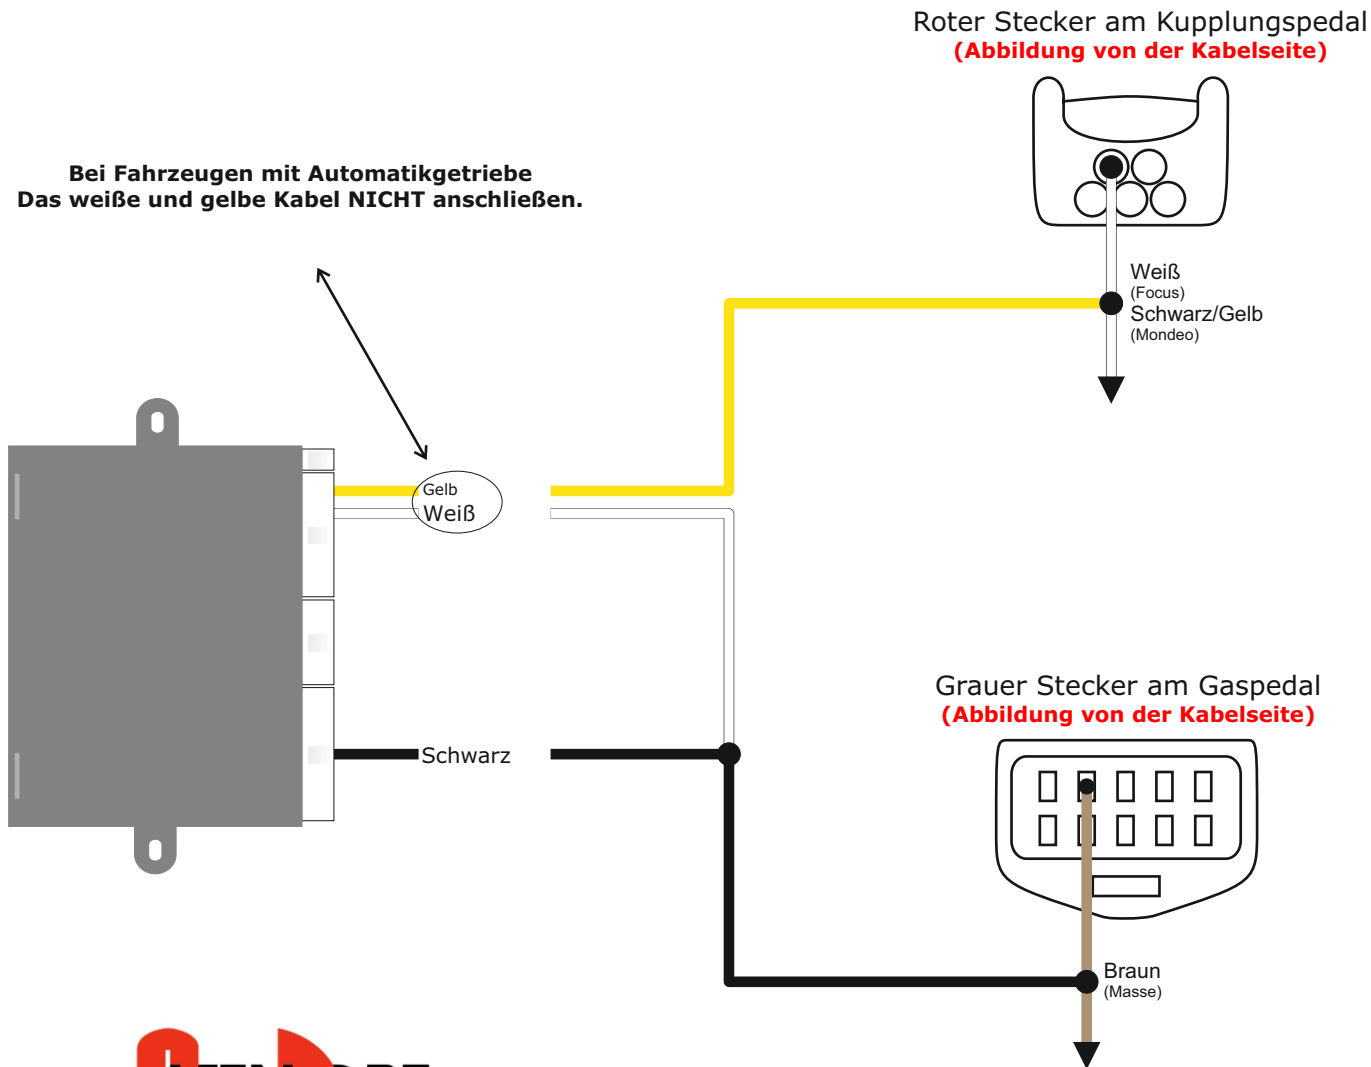 Roter Stecker am Kupplungspedal
(Abbildung von der Kabelseite)
Bei Fahrzeugen mit Automatikgetriebe
Das weiße und gelbe Kabel NICHT anschließen.
Weiß
(Focus)
Schwarz/Gelb
(Mondeo)
Gelb
Weiß
Grauer Stecker am Gaspedal
(Abbildung von der Kabelseite)
Schwarz
Braun
(Masse)